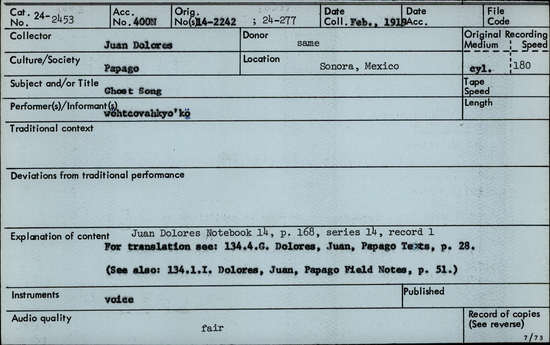 Cat. No. 24-2453 Acc. No. 400N Orig. No(s) 14-2242 ; 24-277 Date Coll. Feb., 1918 Date Acc. File Code
Collector Juan Dolores Donor same Original Recording Medium Speed
Culture/Society Papago Location Sonora, Mexico cyl. 180
Subject and/or Title Ghost Song Tape Speed
Performer(s)/Informant(s) Length
Traditional context
Deviations from traditional performance
Explanation of content Juan Dolores Notebook 14, p. 168, series 14, record 1
For translation see: 134.4.G. Dolores, Juan, Papago Texts, p. 28.
(See also: 134.1.I. Dolores, Juan, Papago Field Notes, p. 51.)
Instruments voice Published
Audio quality fair Record of copies
(See reverse)
7/73